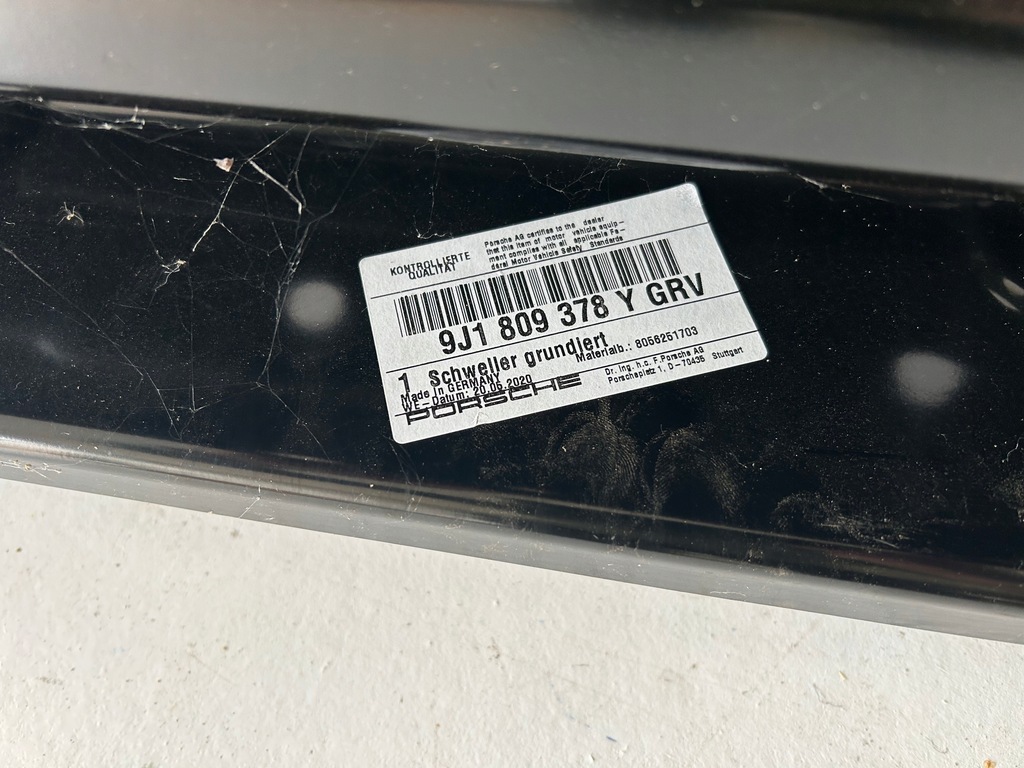 KONTROLLIERTE
QUALITÄT
Porsche AG certifies to the dealer
that this item of motor vehicle equip-
ment complies with all applicable Fe-
deral Motor Vehicle Safety Standards
9J1 809 378 Y GRV
1 Schweller grundiert
Materialb.: 8056251703
Made in GERMANY
WE-Datum: 20.06.2020
PORSCHE
Dr. Ing. h.c. F.Porsche AG
Porscheplatz 1, D-70435 Stuttgart